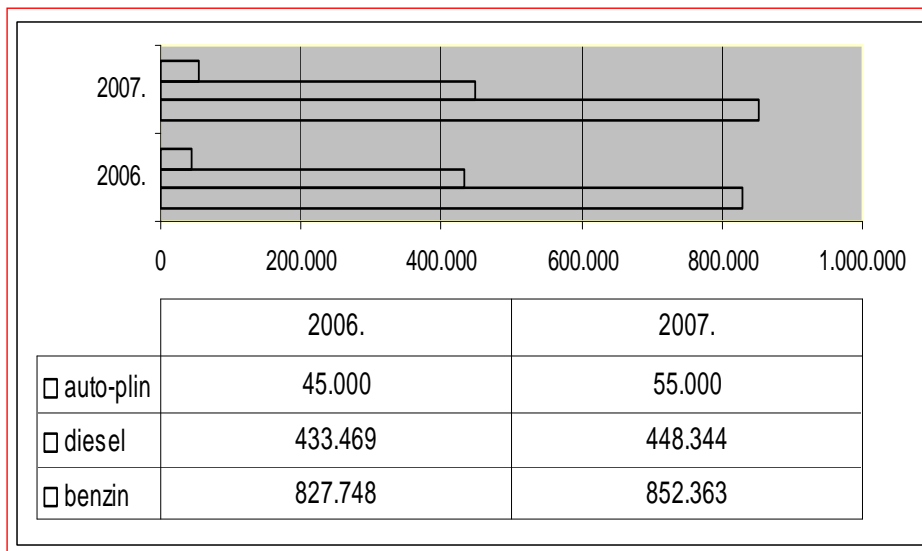 2007.
2006.
0 200.000 400.000 600.000 800.000 1.000.000
2006. 2007.
auto-plin 45.000 55.000
diesel 433.469 448.344
benzin 827.748 852.363